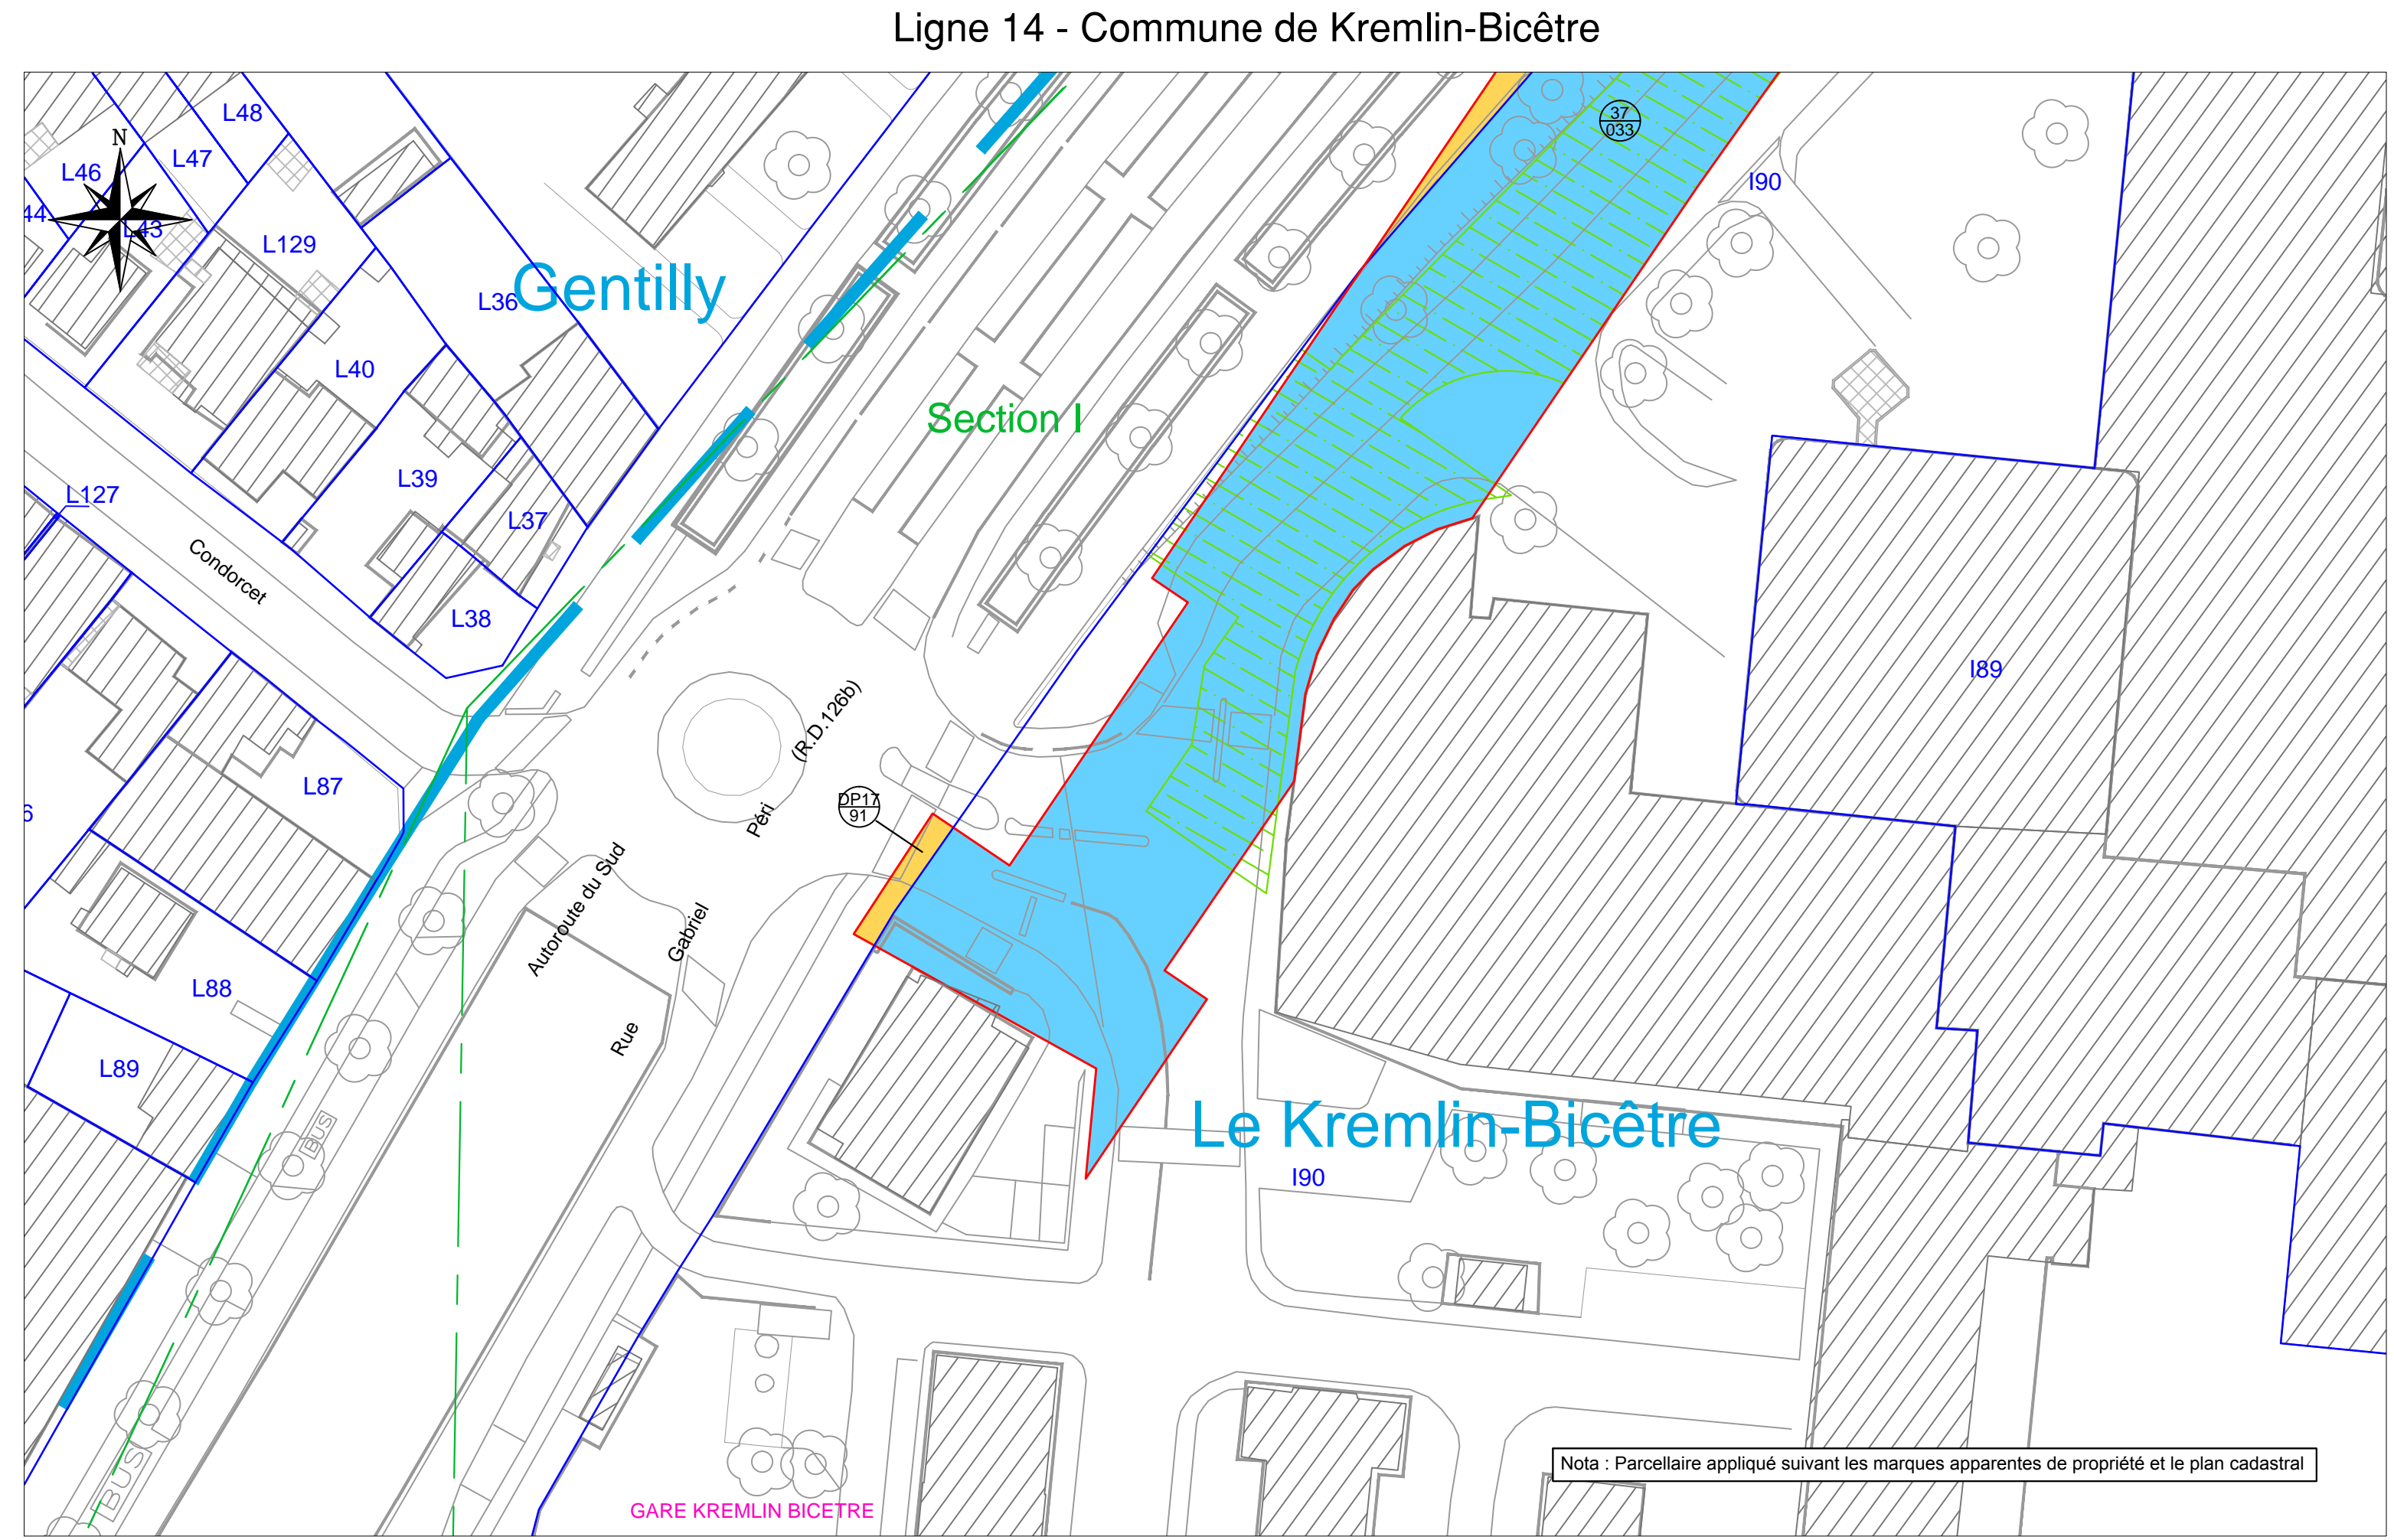 Ligne 14 - Commune de Kremlin-Bicêtre
L48
N
L47
L46
44
L43
L129
37
033
I90
L36
Gentilly
L40
Section I
L39
L127
L37
Condorcet
L38
I89
(R.D.126b)
L87
DP17
91
Péri
6
Autoroute du Sud
Gabriel
L88
Rue
L89
BUS
Le Kremlin-Bicêtre
I90
BUS
Nota : Parcellaire appliqué suivant les marques apparentes de propriété et le plan cadastral
GARE KREMLIN BICETRE